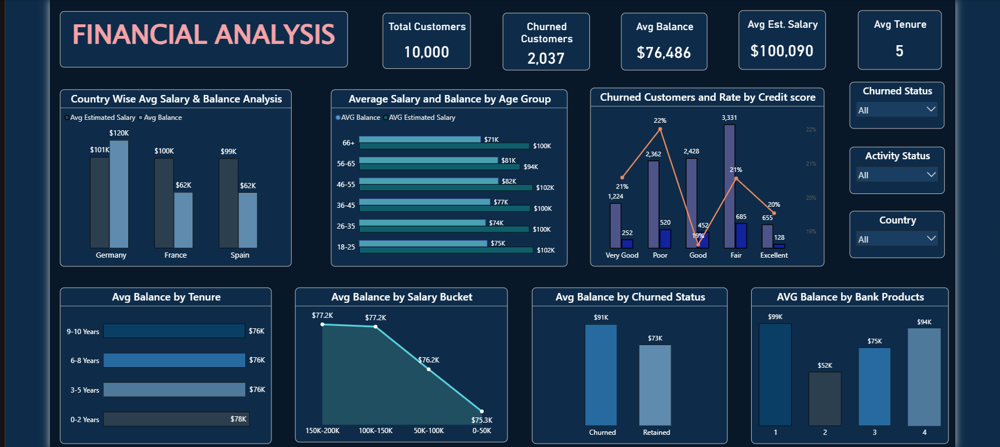 FINANCIAL ANALYSIS
Total Customers
10,000
Churned
Customers
2,037
Avg Balance
$76,486
Avg Est. Salary
$100,090
Avg Tenure
5
Country Wise Avg Salary & Balance Analysis
Avg Estimated Salary Avg Balance
$101K $120K
$100K $62K
$99K $62K
Germany France Spain
Average Salary and Balance by Age Group
AVG Balance AVG Estimated Salary
66+ $71K
$100K
56-65 $81K
$94K
46-55 $82K
$102K
36-45 $77K
$100K
26-35 $74K
$100K
18-25 $75K
$102K
Churned Customers and Rate by Credit score
21% 22% 19% 21% 20%
1,224 252
2,362 520
2,428 452
3,331 685
655 128
22%
21%
20%
19%
Very Good Poor Good Fair Excellent
Churned Status
All
Activity Status
All
Country
All
Avg Balance by Tenure
9-10 Years $76K
6-8 Years $76K
3-5 Years $76K
0-2 Years $78K
Avg Balance by Salary Bucket
$77.2K $77.2K $76.2K $75.3K
150K-200K 100K-150K 50K-100K 0-50K
Avg Balance by Churned Status
$91K $73K
Churned Retained
AVG Balance by Bank Products
$99K $52K $75K $94K
1 2 3 4